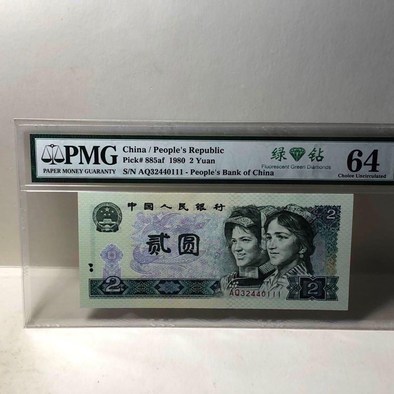 PMG
PAPER MONEY GUARANTY
China / People's Republic
Pick# 885af 1980 2 Yuan
S/N AQ32440111 - People's Bank of China
绿 钻
Fluorescent Green Diamonds
64
Choice Uncirculated
中国人民银行
贰圆
2
AQ32440111
2
2